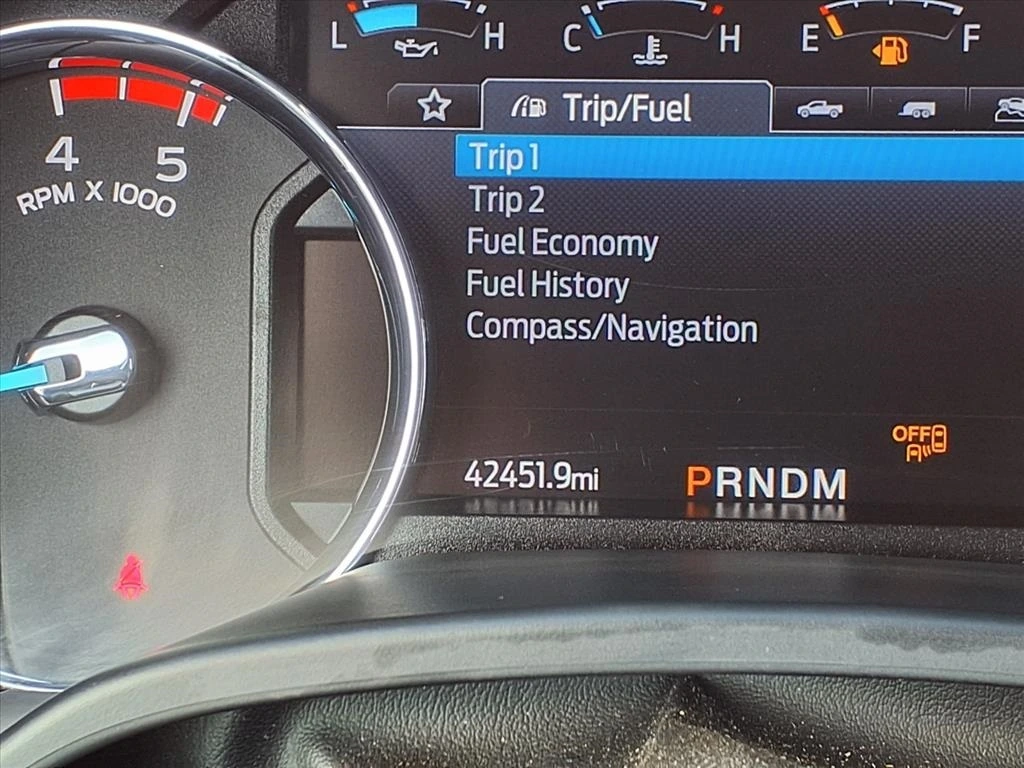 L H C H E F
Trip/Fuel
Trip 1
Trip 2
Fuel Economy
Fuel History
Compass/Navigation
4 5
RPM X 1000
OFF
42451.9mi
PRNDM